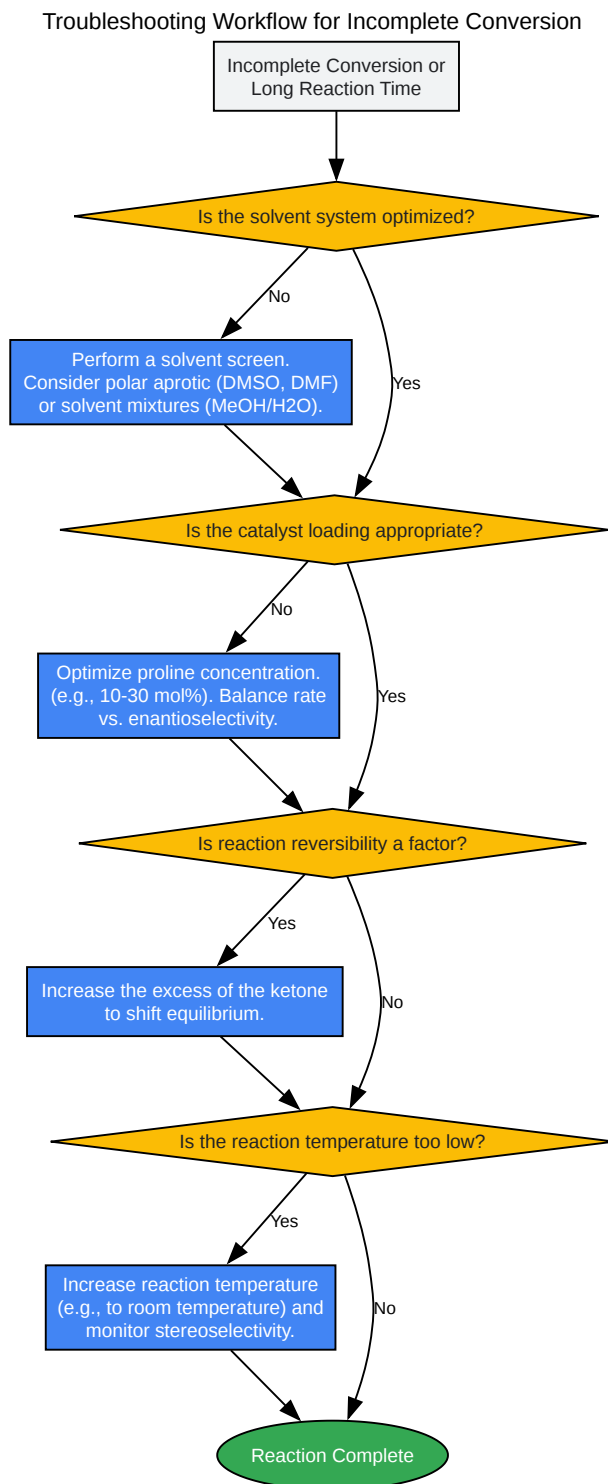 Troubleshooting Workflow for Incomplete Conversion
Incomplete Conversion or
Long Reaction Time
Is the solvent system optimized?
No
Perform a solvent screen.
Consider polar aprotic (DMSO, DMF)
or solvent mixtures (MeOH/H2O).
Yes
Is the catalyst loading appropriate?
No
Optimize proline concentration.
(e.g., 10-30 mol%). Balance rate
vs. enantioselectivity.
Yes
Is reaction reversibility a factor?
Yes
Increase the excess of the ketone
to shift equilibrium.
No
Is the reaction temperature too low?
Yes
Increase reaction temperature
(e.g., to room temperature) and
monitor stereoselectivity.
No
Reaction Complete